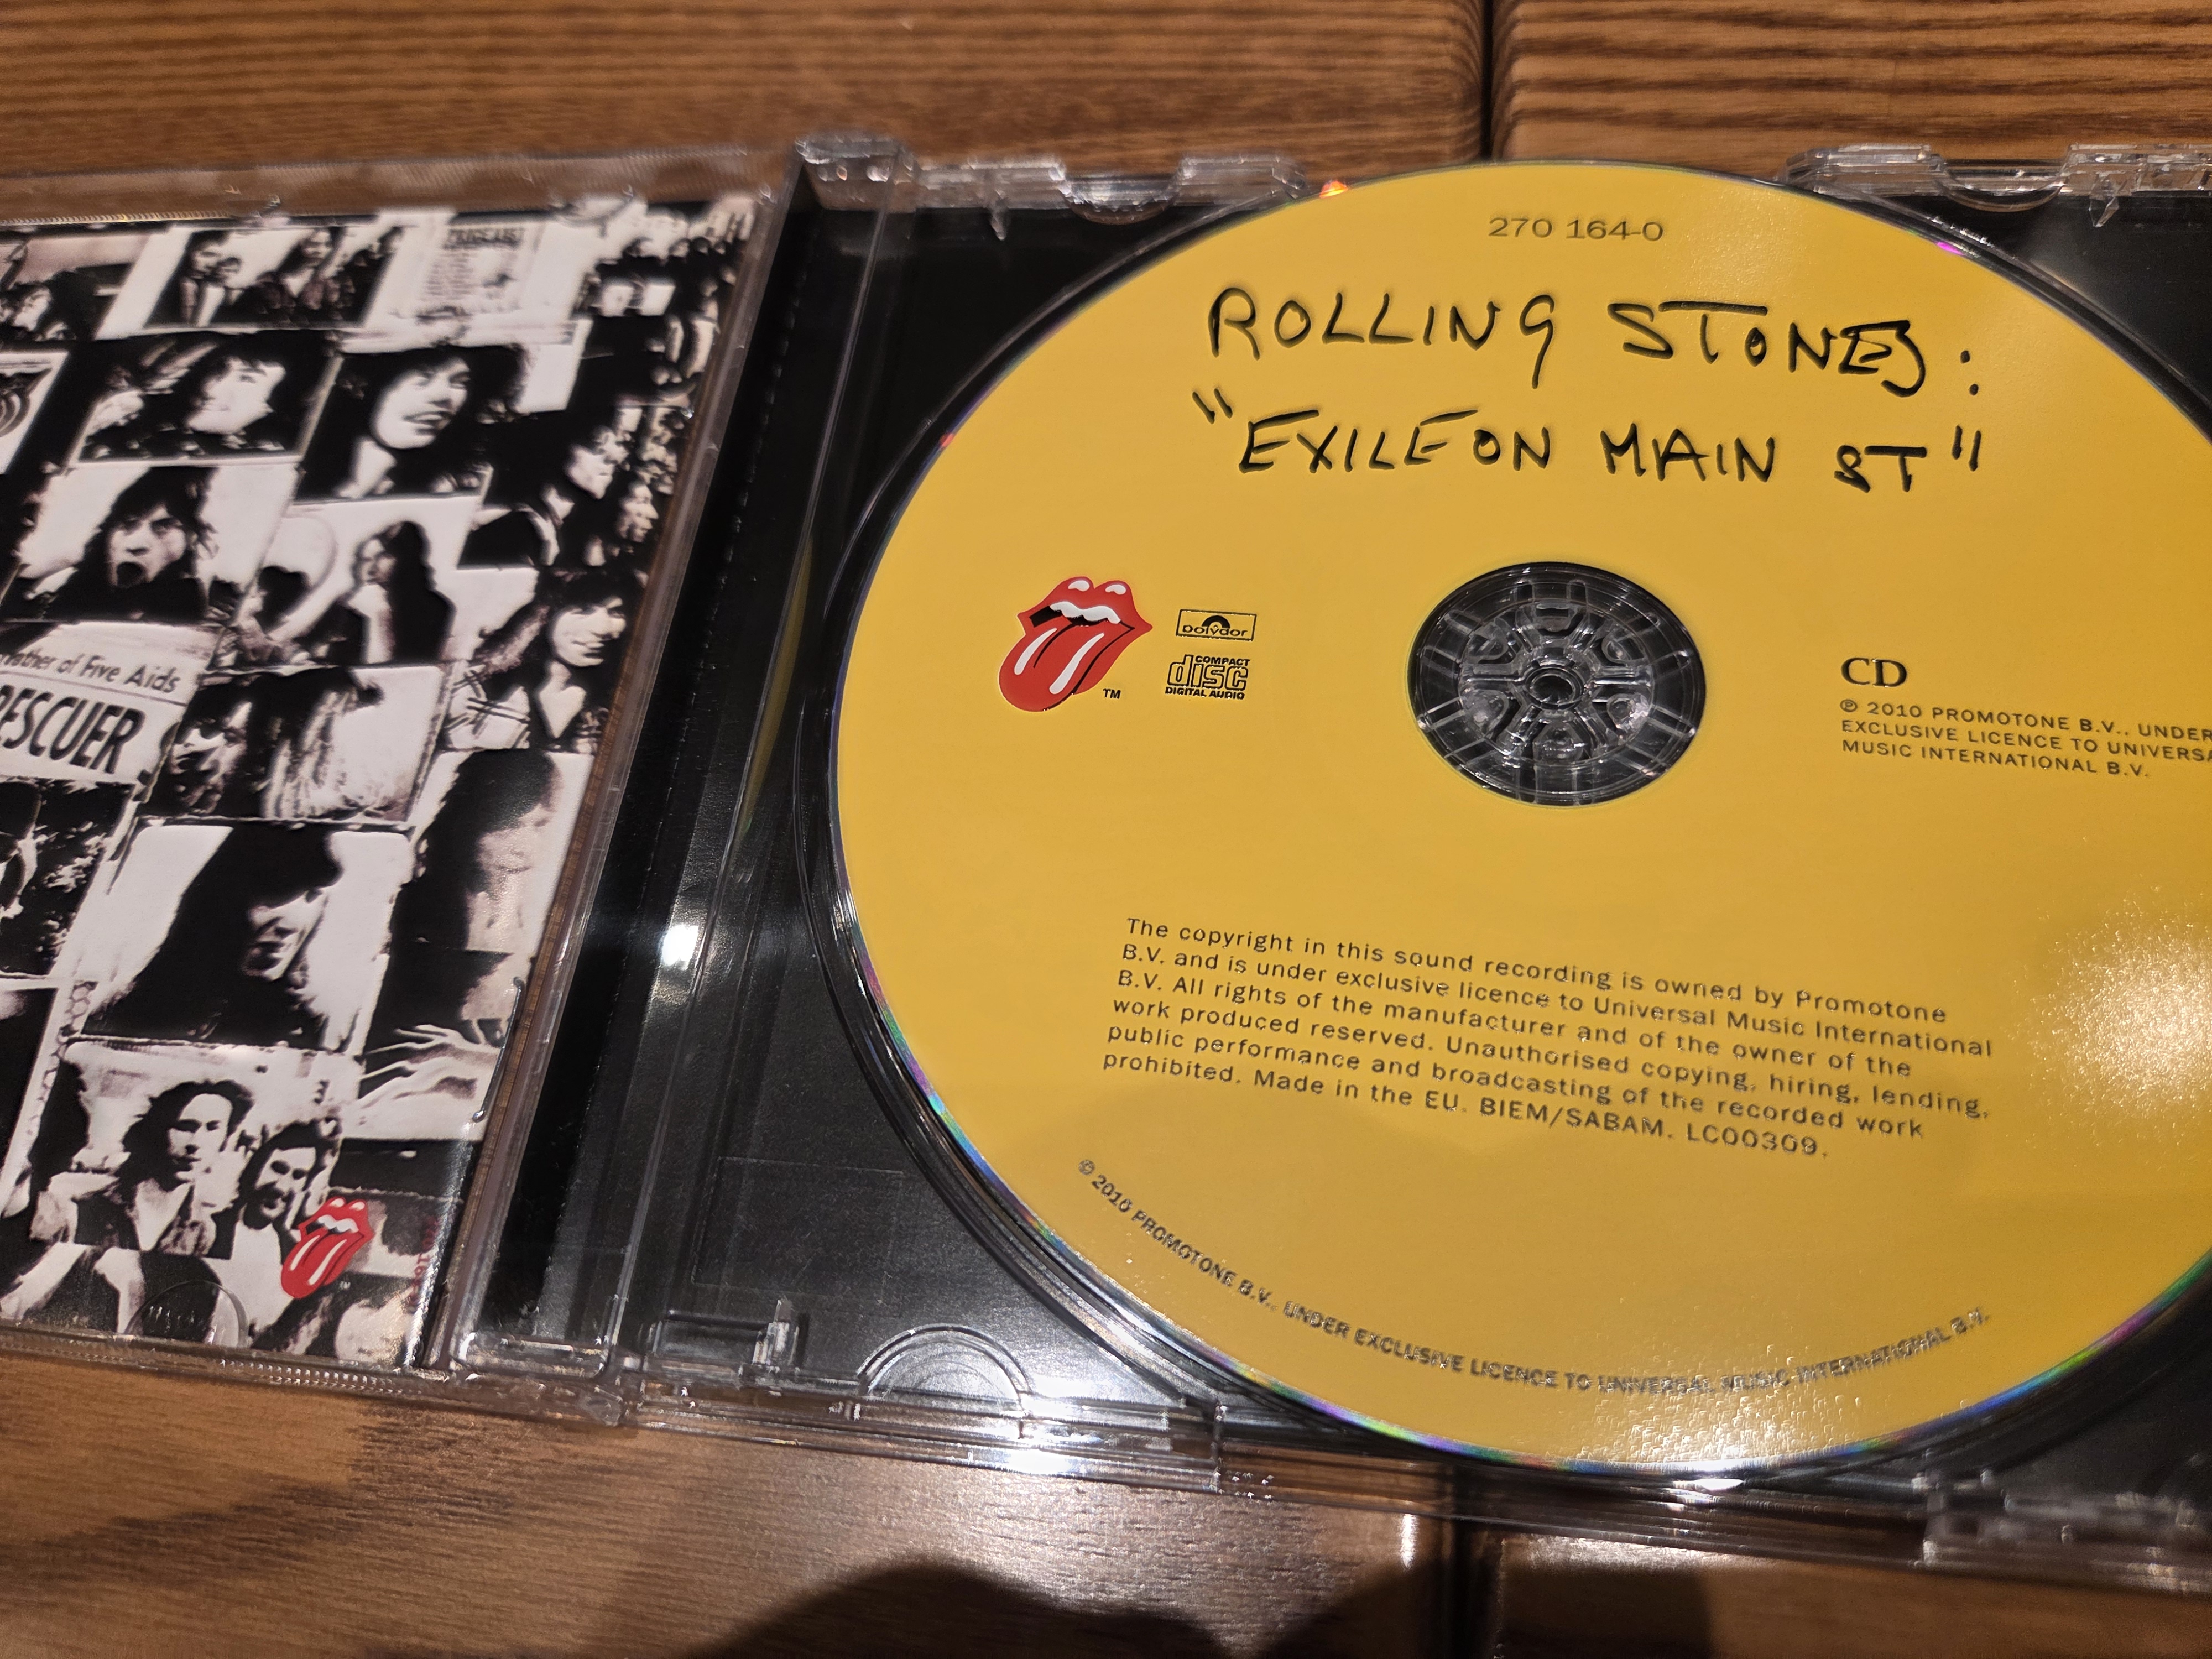 Mother of Five Aids
RESCUER
270 164-0
ROLLING STONES:
"EXILE ON MAIN ST"
TM
polydor
COMPACT
disc
DIGITAL AUDIO
CD
℗ 2010 PROMOTONE B.V., UNDER
EXCLUSIVE LICENCE TO UNIVERSA
MUSIC INTERNATIONAL B.V.
The copyright in this sound recording is owned by Promotone
B.V. and is under exclusive licence to Universal Music International
B.V. All rights of the manufacturer and of the owner of the
work produced reserved. Unauthorised copying, hiring, lending,
public performance and broadcasting of the recorded work
prohibited. Made in the EU. BIEM/SABAM. LC00309.
© 2010 PROMOTONE B.V., UNDER EXCLUSIVE LICENCE TO UNIVERSAL MUSIC INTERNATIONAL B.V.